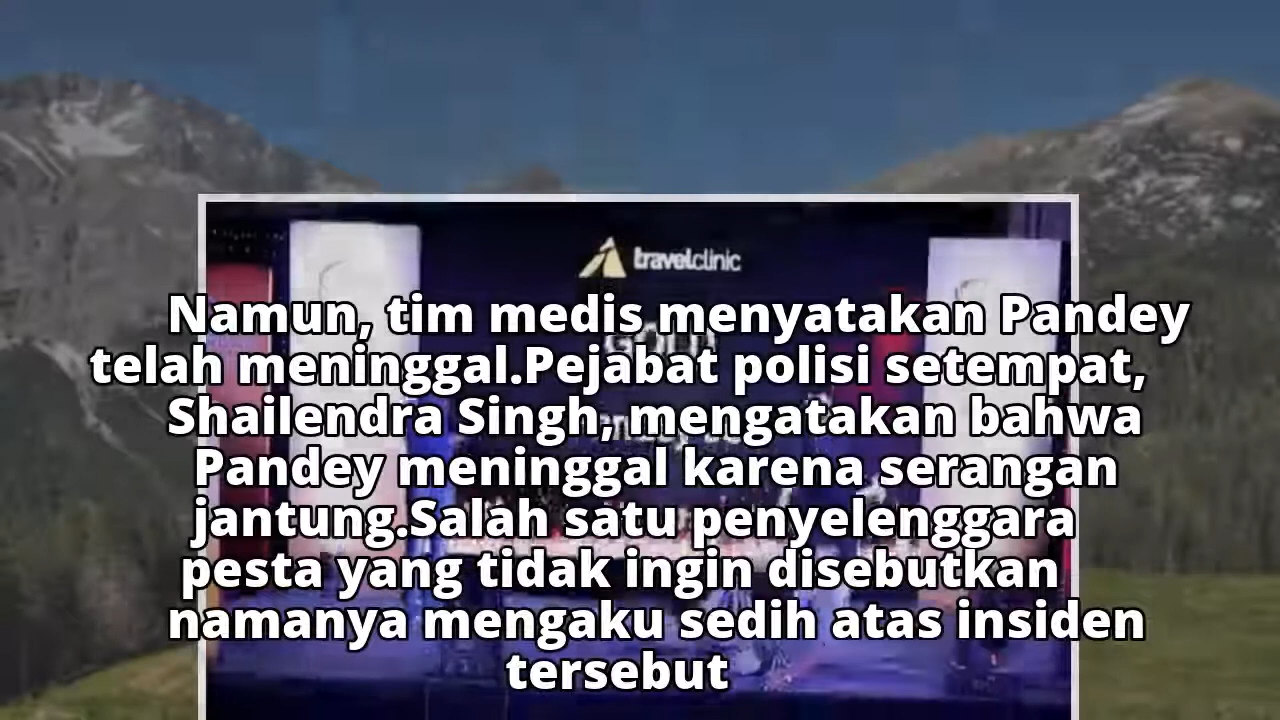 travelclinic
GOLD
Namun, tim medis menyatakan Pandey
telah meninggal.Pejabat polisi setempat,
Shailendra Singh, mengatakan bahwa
Pandey meninggal karena serangan
jantung.Salah satu penyelenggara
pesta yang tidak ingin disebutkan
namanya mengaku sedih atas insiden
tersebut